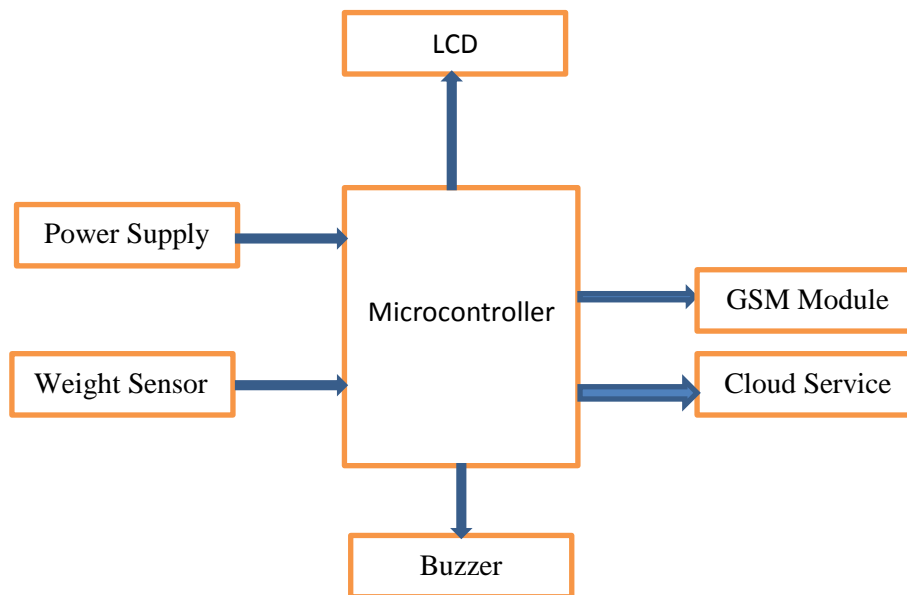 LCD
Power Supply
Microcontroller
GSM Module
Weight Sensor
Cloud Service
Buzzer